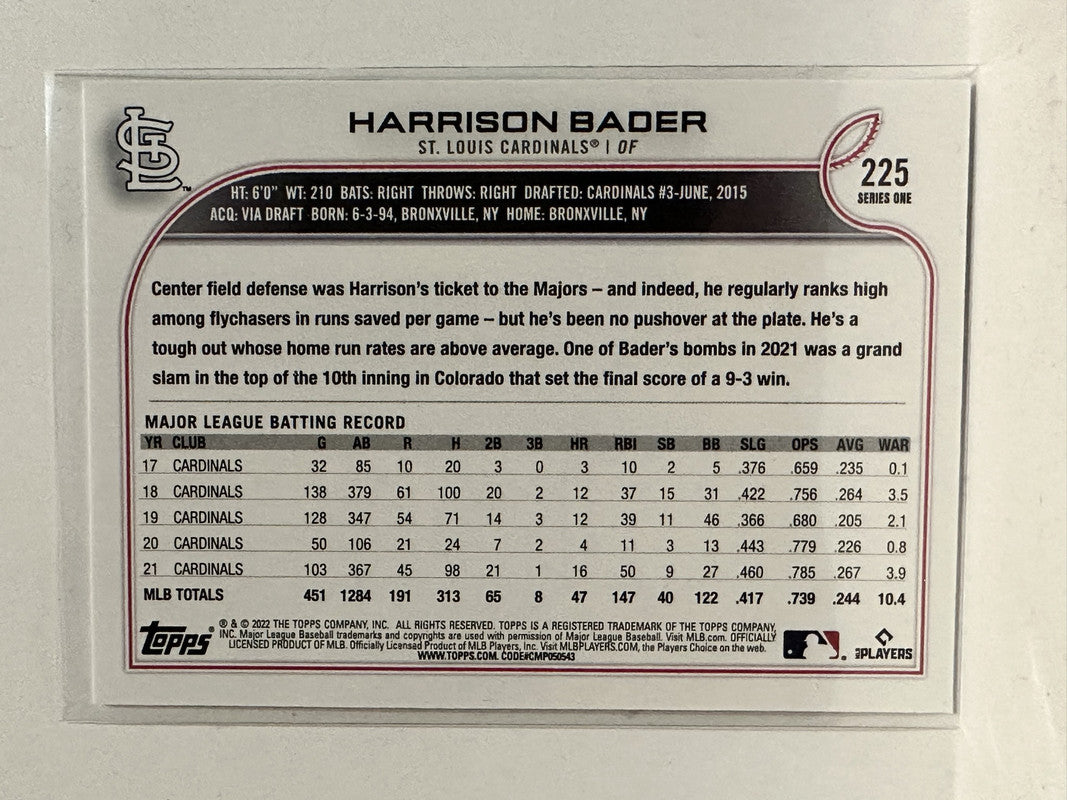 HARRISON BADER
ST. LOUIS CARDINALS® | OF
225
SERIES ONE
HT: 6'0" WT: 210 BATS: RIGHT THROWS: RIGHT DRAFTED: CARDINALS #3-JUNE, 2015
ACQ: VIA DRAFT BORN: 6-3-94, BRONXVILLE, NY HOME: BRONXVILLE, NY
Center field defense was Harrison's ticket to the Majors – and indeed, he regularly ranks high
among flychasers in runs saved per game – but he's been no pushover at the plate. He's a
tough out whose home run rates are above average. One of Bader's bombs in 2021 was a grand
slam in the top of the 10th inning in Colorado that set the final score of a 9-3 win.
MAJOR LEAGUE BATTING RECORD
YR CLUB G AB R H 2B 3B HR RBI SB BB SLG OPS AVG WAR
17 CARDINALS 32 85 10 20 3 0 3 10 2 5 .376 .659 .235 0.1
18 CARDINALS 138 379 61 100 20 2 12 37 15 31 .422 .756 .264 3.5
19 CARDINALS 128 347 54 71 14 3 12 39 11 46 .366 .680 .205 2.1
20 CARDINALS 50 106 21 24 7 2 4 11 3 13 .443 .779 .226 0.8
21 CARDINALS 103 367 45 98 21 1 16 50 9 27 .460 .785 .267 3.9
MLB TOTALS 451 1284 191 313 65 8 47 147 40 122 .417 .739 .244 10.4
Topps®
® & © 2022 THE TOPPS COMPANY, INC. ALL RIGHTS RESERVED. TOPPS IS A REGISTERED TRADEMARK OF THE TOPPS COMPANY,
INC. Major League Baseball trademarks and copyrights are used with permission of Major League Baseball. Visit MLB.com. OFFICIALLY
LICENSED PRODUCT OF MLB. Officially Licensed Product of MLB Players, Inc. Visit MLBPLAYERS.COM, the Players Choice on the web.
WWW.TOPPS.COM. CODE#CMP050543
MLB PLAYERS